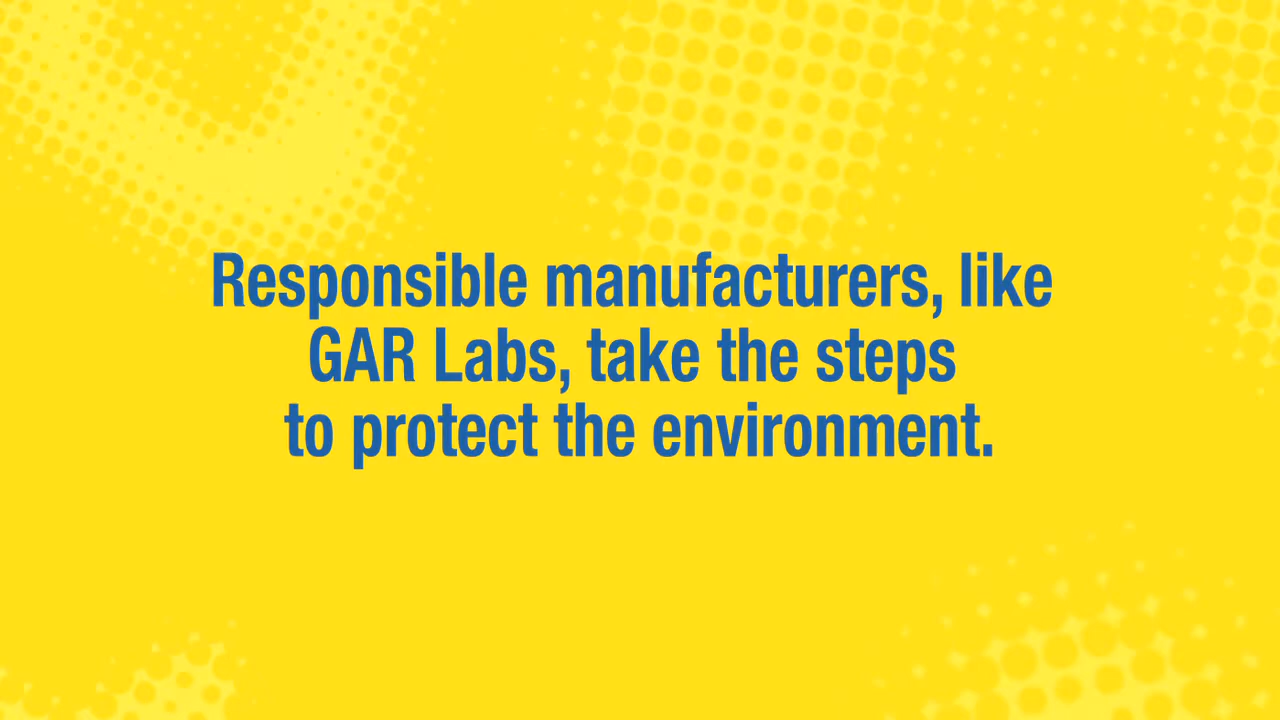 Responsible manufacturers, like
GAR Labs, take the steps
to protect the environment.